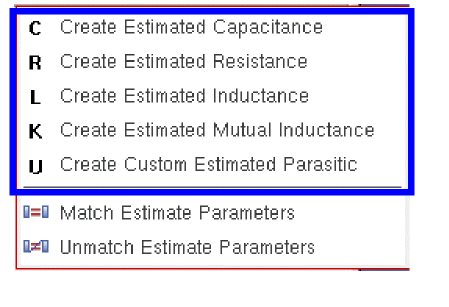 C Create Estimated Capacitance
R Create Estimated Resistance
L Create Estimated Inductance
K Create Estimated Mutual Inductance
U Create Custom Estimated Parasitic
Match Estimate Parameters
Unmatch Estimate Parameters